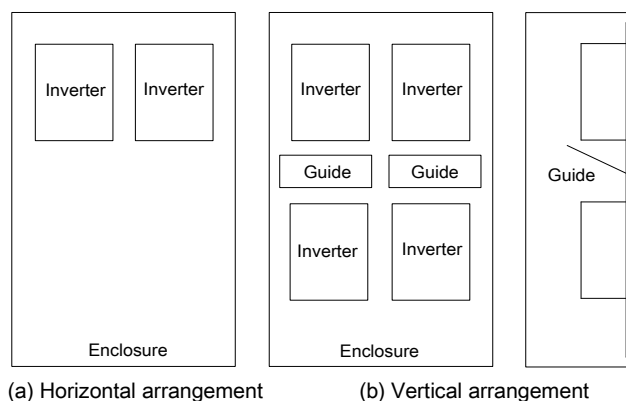 Inverter Inverter
Enclosure
(a) Horizontal arrangement
Inverter Inverter
Guide Guide
Inverter Inverter
Enclosure
Guide
(b) Vertical arrangement